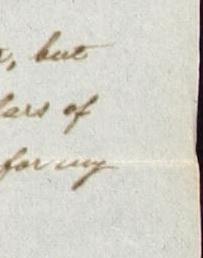 , but
lars of
for my